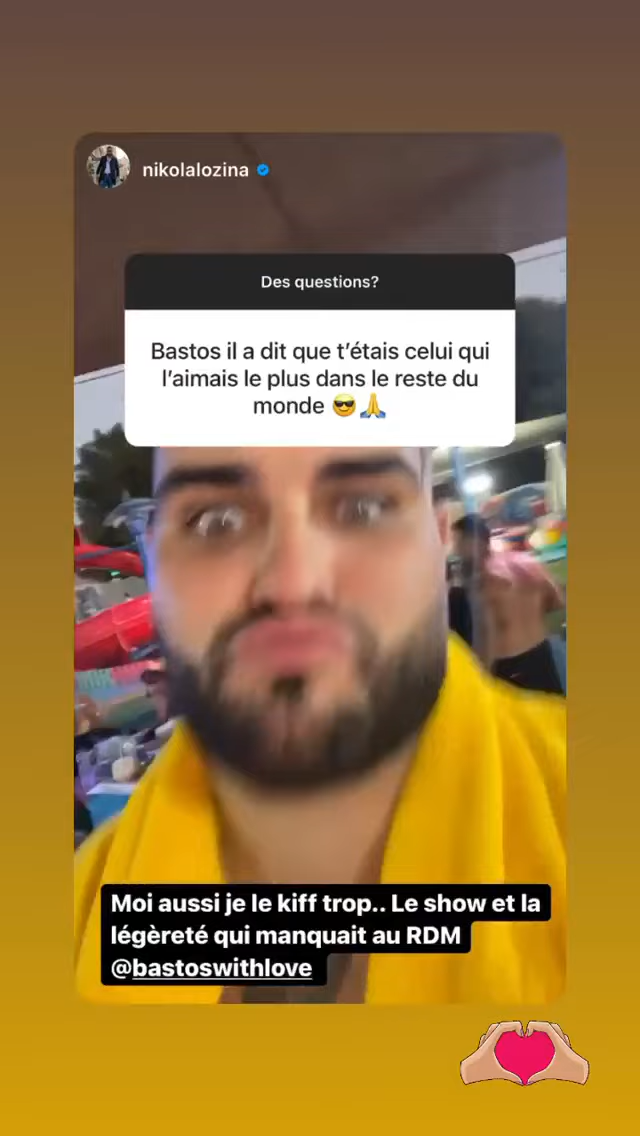 nikolalozina
Des questions?
Bastos il a dit que t'étais celui qui
l'aimais le plus dans le reste du
monde 😎🙏
Moi aussi je le kiff trop.. Le show et la
légèreté qui manquait au RDM
@bastoswithlove